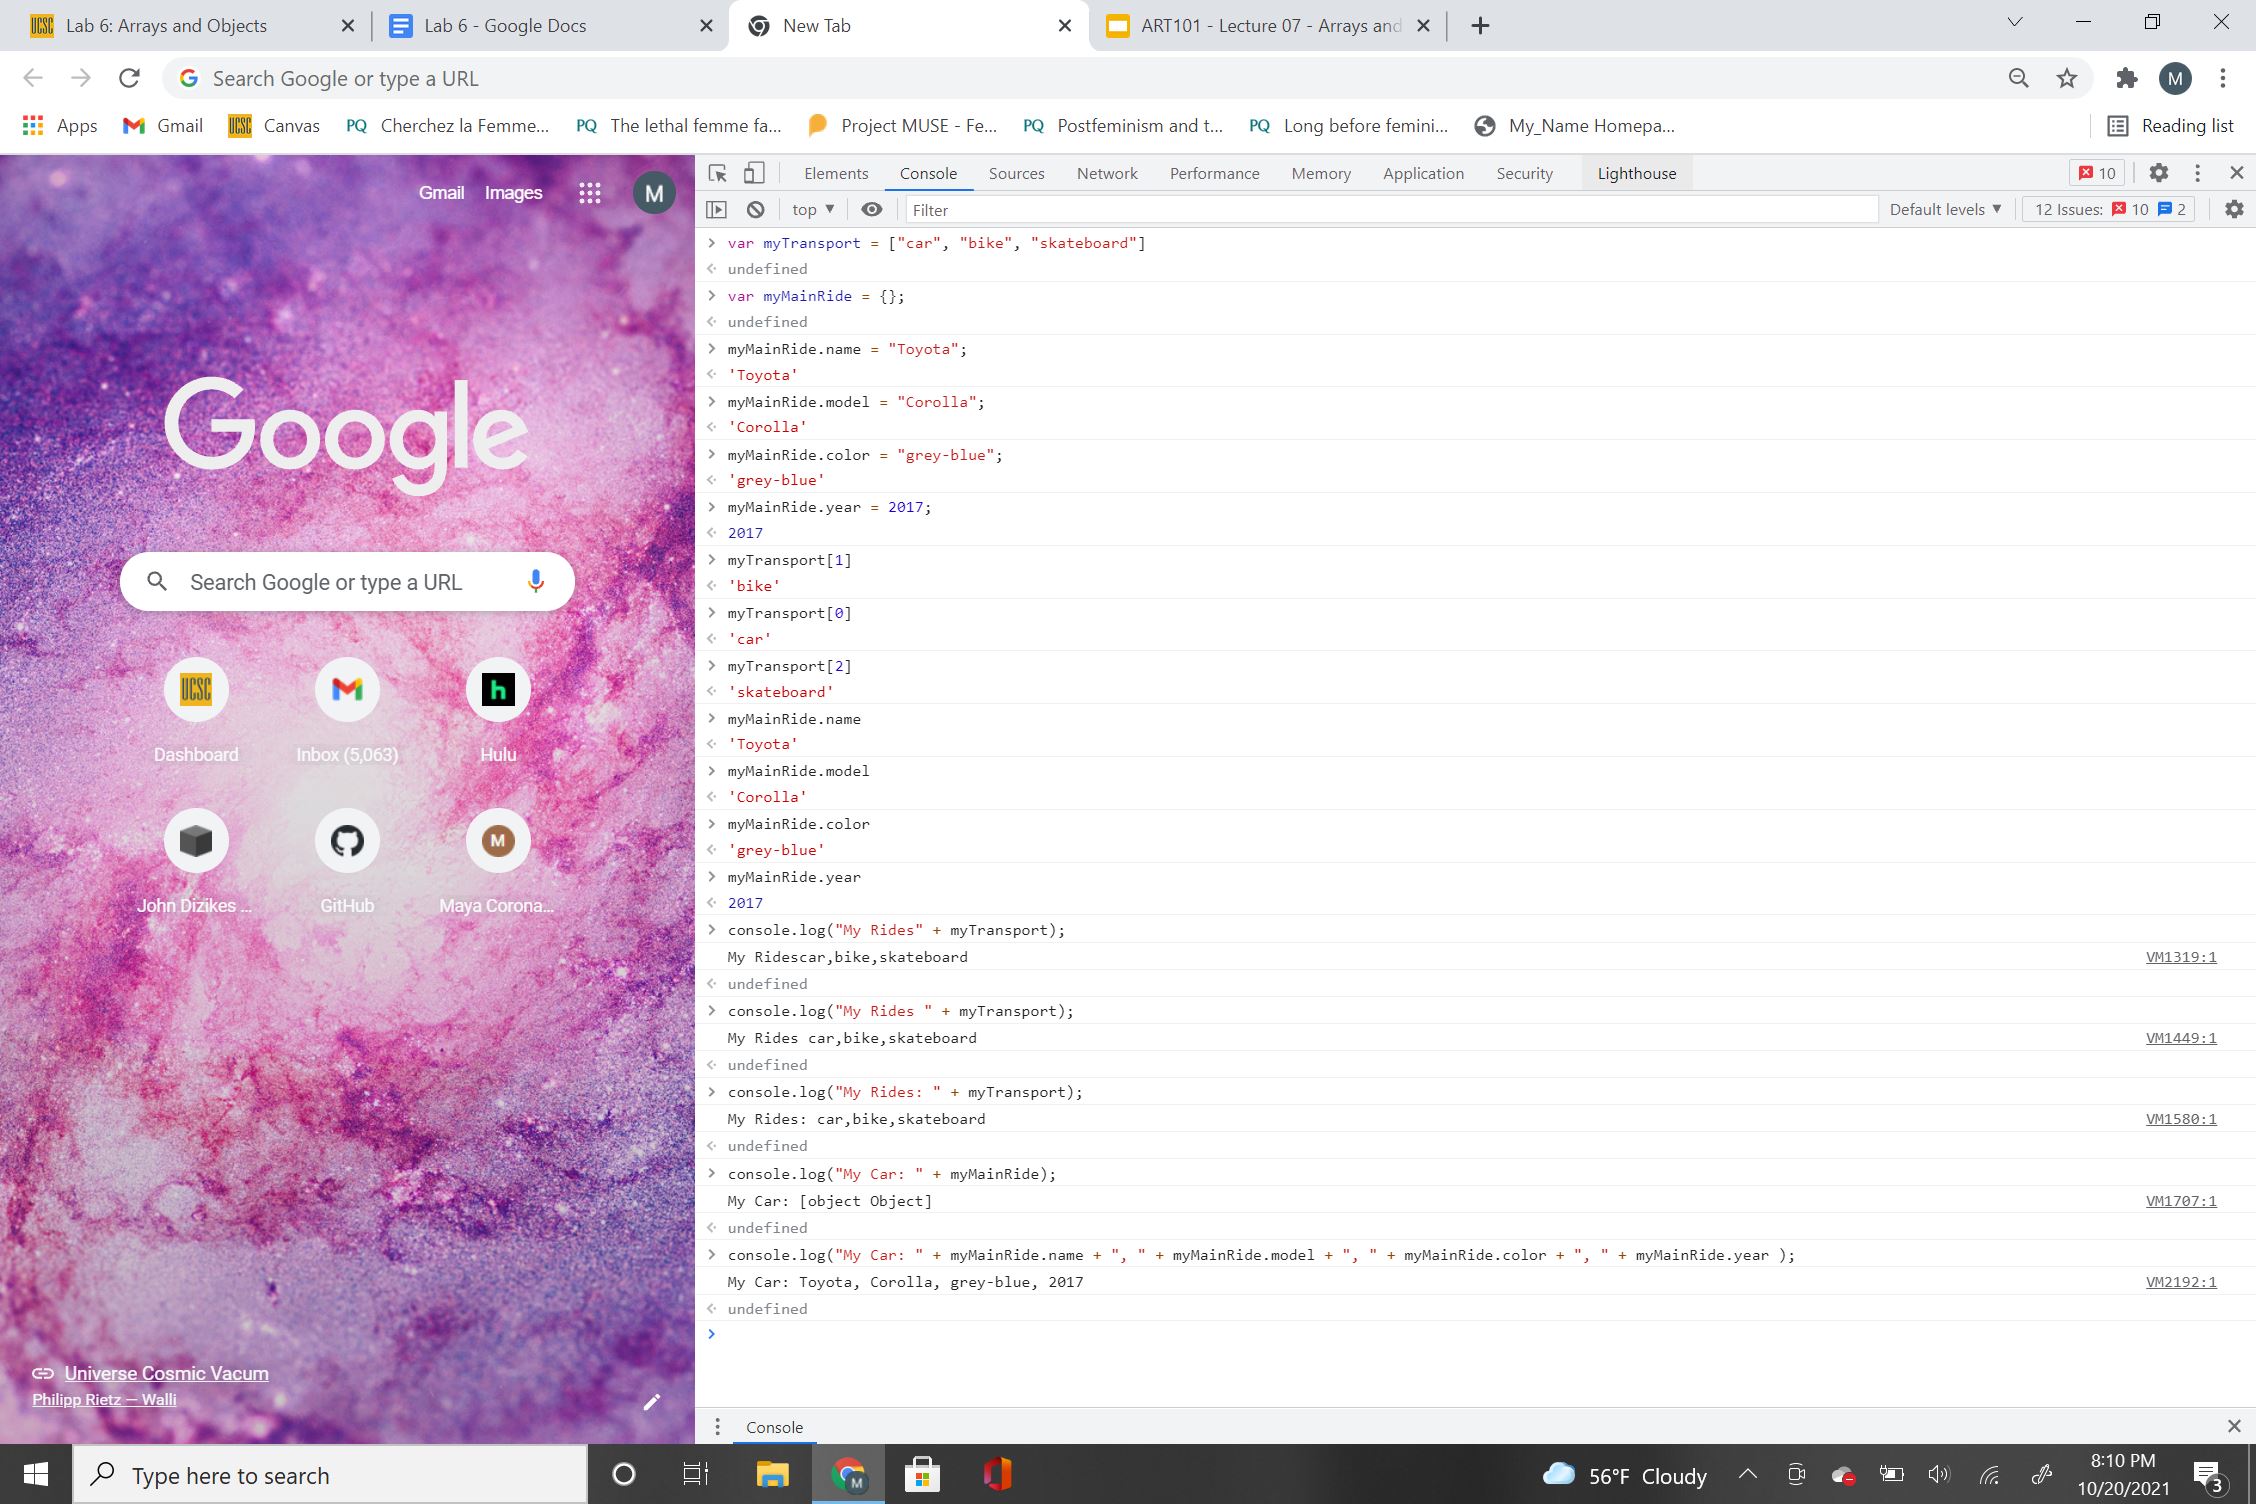 UCSC Lab 6: Arrays and Objects
Lab 6 - Google Docs
New Tab
ART101 - Lecture 07 - Arrays and
Search Google or type a URL
M
Apps
Gmail
UCSC Canvas
PQ Cherchez la Femme...
PQ The lethal femme fa...
Project MUSE - Fe...
PQ Postfeminism and t...
PQ Long before femini...
My_Name Homepa...
Reading list
Gmail Images M
Google
Search Google or type a URL
UCSC h
Dashboard Inbox (5,063) Hulu
M
John Dizikes ... GitHub Maya Corona...
Universe Cosmic Vacum
Philipp Rietz — Walli
Elements Console Sources Network Performance Memory Application Security Lighthouse 10
top Filter Default levels 12 Issues: 10 2
> var myTransport = ["car", "bike", "skateboard"]
undefined
> var myMainRide = {};
undefined
> myMainRide.name = "Toyota";
'Toyota'
> myMainRide.model = "Corolla";
'Corolla'
> myMainRide.color = "grey-blue";
'grey-blue'
> myMainRide.year = 2017;
2017
> myTransport[1]
'bike'
> myTransport[0]
'car'
> myTransport[2]
'skateboard'
> myMainRide.name
'Toyota'
> myMainRide.model
'Corolla'
> myMainRide.color
'grey-blue'
> myMainRide.year
2017
> console.log("My Rides" + myTransport);
My Ridescar,bike,skateboard VM1319:1
undefined
> console.log("My Rides " + myTransport);
My Rides car,bike,skateboard VM1449:1
undefined
> console.log("My Rides: " + myTransport);
My Rides: car,bike,skateboard VM1580:1
undefined
> console.log("My Car: " + myMainRide);
My Car: [object Object] VM1707:1
undefined
> console.log("My Car: " + myMainRide.name + ", " + myMainRide.model + ", " + myMainRide.color + ", " + myMainRide.year );
My Car: Toyota, Corolla, grey-blue, 2017 VM2192:1
undefined
>
Console
Type here to search
M
56°F Cloudy
8:10 PM
10/20/2021
3